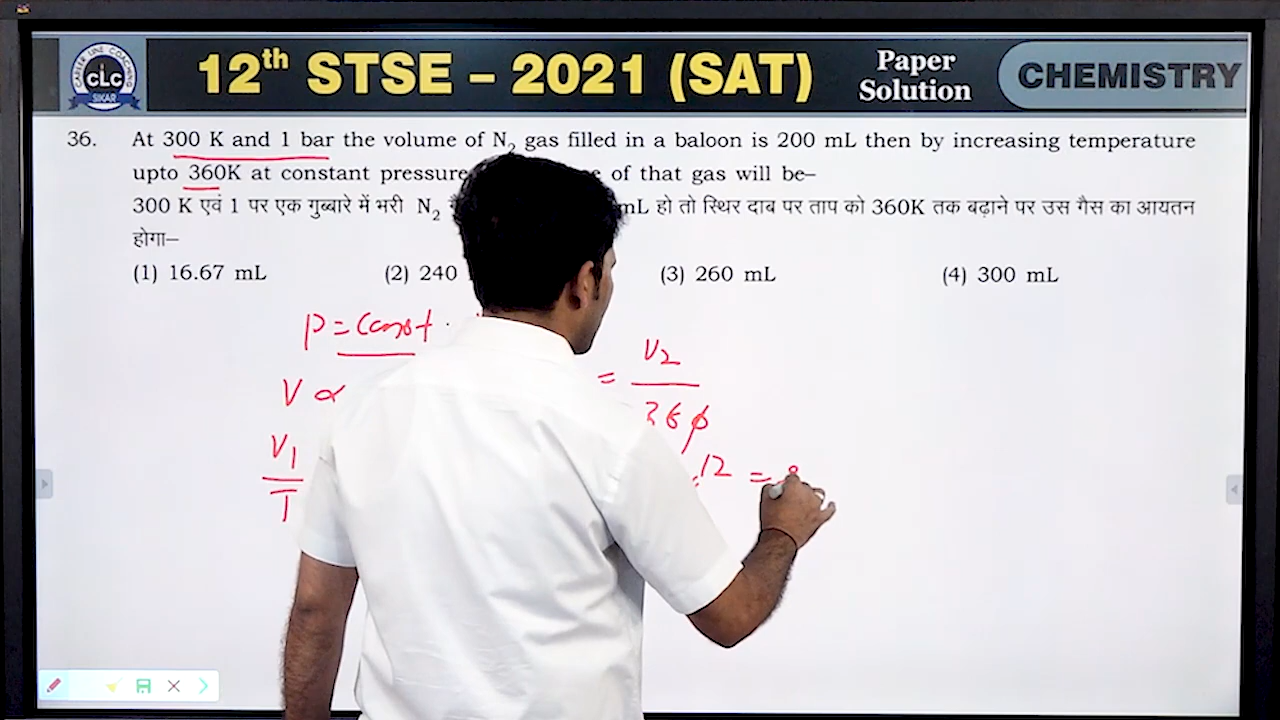 CAREER LINE COACHING
CLC
SIKAR
12th STSE – 2021 (SAT)
Paper
Solution
CHEMISTRY
36. At 300 K and 1 bar the volume of N2 gas filled in a baloon is 200 mL then by increasing temperature
upto 360K at constant pressure of that gas will be–
300 K एवं 1 पर एक गुब्बारे में भरी N2 mL हो तो स्थिर दाब पर ताप को 360K तक बढ़ाने पर उस गैस का आयतन
होगा–
(1) 16.67 mL (2) 240 (3) 260 mL (4) 300 mL
P = Const
V ∝ = V2
360
V1
T
12 =